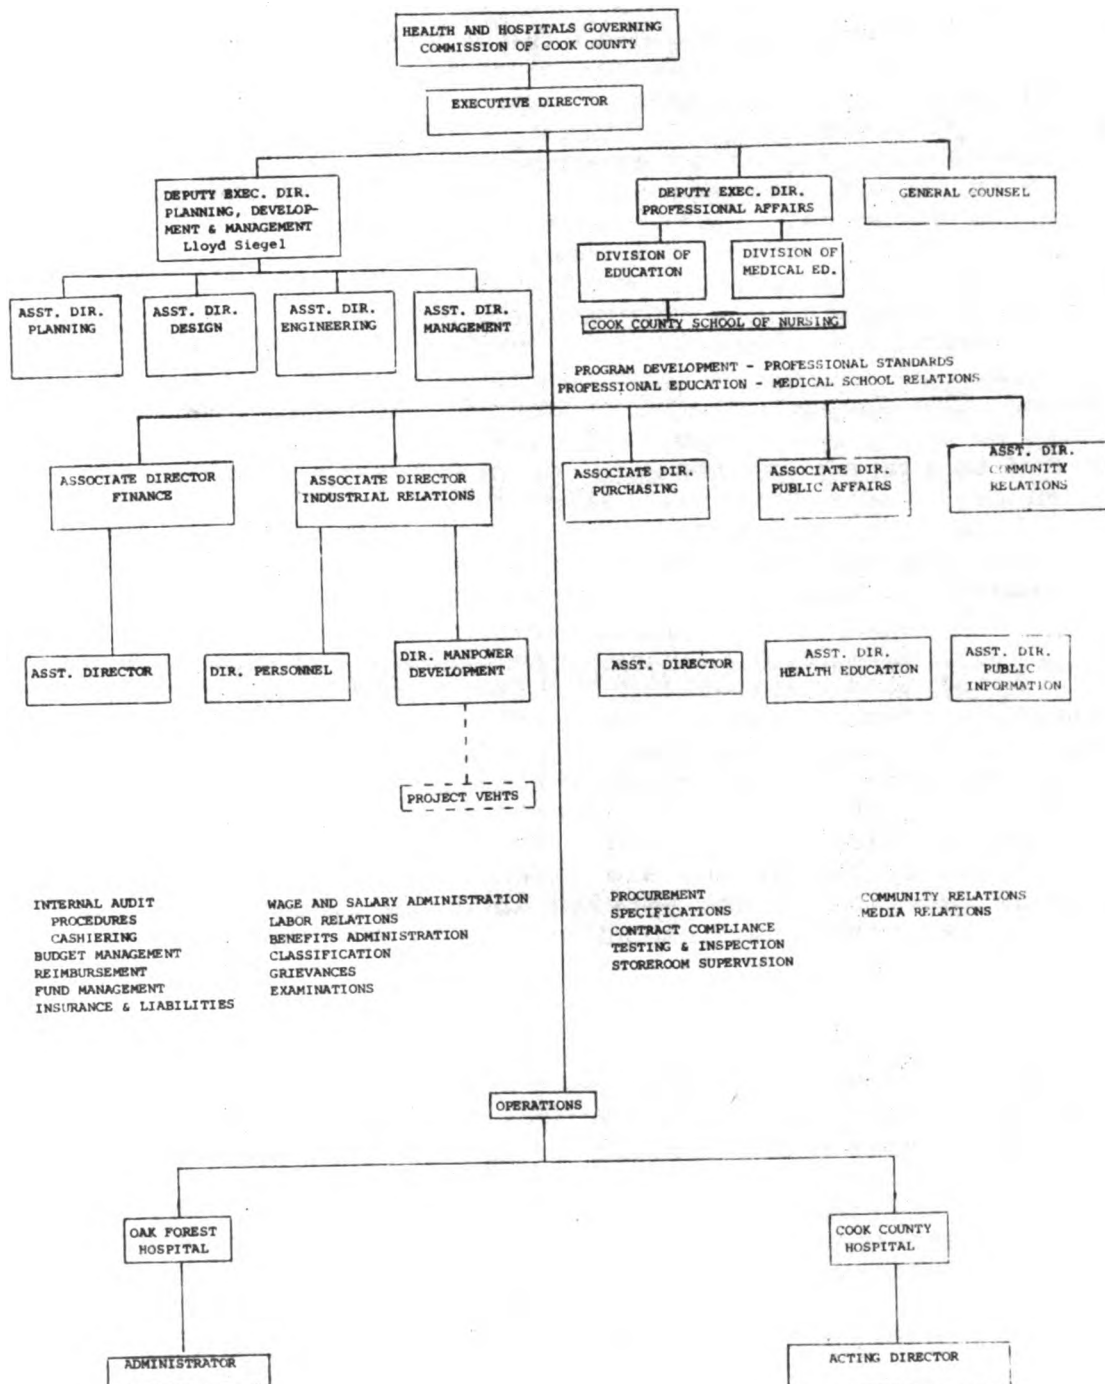 HEALTH AND HOSPITALS GOVERNING
COMMISSION OF COOK COUNTY
EXECUTIVE DIRECTOR
DEPUTY EXEC. DIR.
PLANNING, DEVELOP-
MENT & MANAGEMENT
Lloyd Siegel
DEPUTY EXEC. DIR.
PROFESSIONAL AFFAIRS
GENERAL COUNSEL
DIVISION OF
EDUCATION
DIVISION OF
MEDICAL ED.
ASST. DIR.
PLANNING
ASST. DIR.
DESIGN
ASST. DIR.
ENGINEERING
ASST. DIR.
MANAGEMENT
COOK COUNTY SCHOOL OF NURSING
PROGRAM DEVELOPMENT - PROFESSIONAL STANDARDS
PROFESSIONAL EDUCATION - MEDICAL SCHOOL RELATIONS
ASSOCIATE DIRECTOR
FINANCE
ASSOCIATE DIRECTOR
INDUSTRIAL RELATIONS
ASSOCIATE DIR.
PURCHASING
ASSOCIATE DIR.
PUBLIC AFFAIRS
ASST. DIR.
COMMUNITY
RELATIONS
ASST. DIRECTOR
DIR. PERSONNEL
DIR. MANPOWER
DEVELOPMENT
ASST. DIRECTOR
ASST. DIR.
HEALTH EDUCATION
ASST. DIR.
PUBLIC
INFORMATION
PROJECT VEHTS
INTERNAL AUDIT
PROCEDURES
CASHIERING
BUDGET MANAGEMENT
REIMBURSEMENT
FUND MANAGEMENT
INSURANCE & LIABILITIES
WAGE AND SALARY ADMINISTRATION
LABOR RELATIONS
BENEFITS ADMINISTRATION
CLASSIFICATION
GRIEVANCES
EXAMINATIONS
PROCUREMENT
SPECIFICATIONS
CONTRACT COMPLIANCE
TESTING & INSPECTION
STOREROOM SUPERVISION
COMMUNITY RELATIONS
MEDIA RELATIONS
OPERATIONS
OAK FOREST
HOSPITAL
COOK COUNTY
HOSPITAL
ADMINISTRATOR
ACTING DIRECTOR